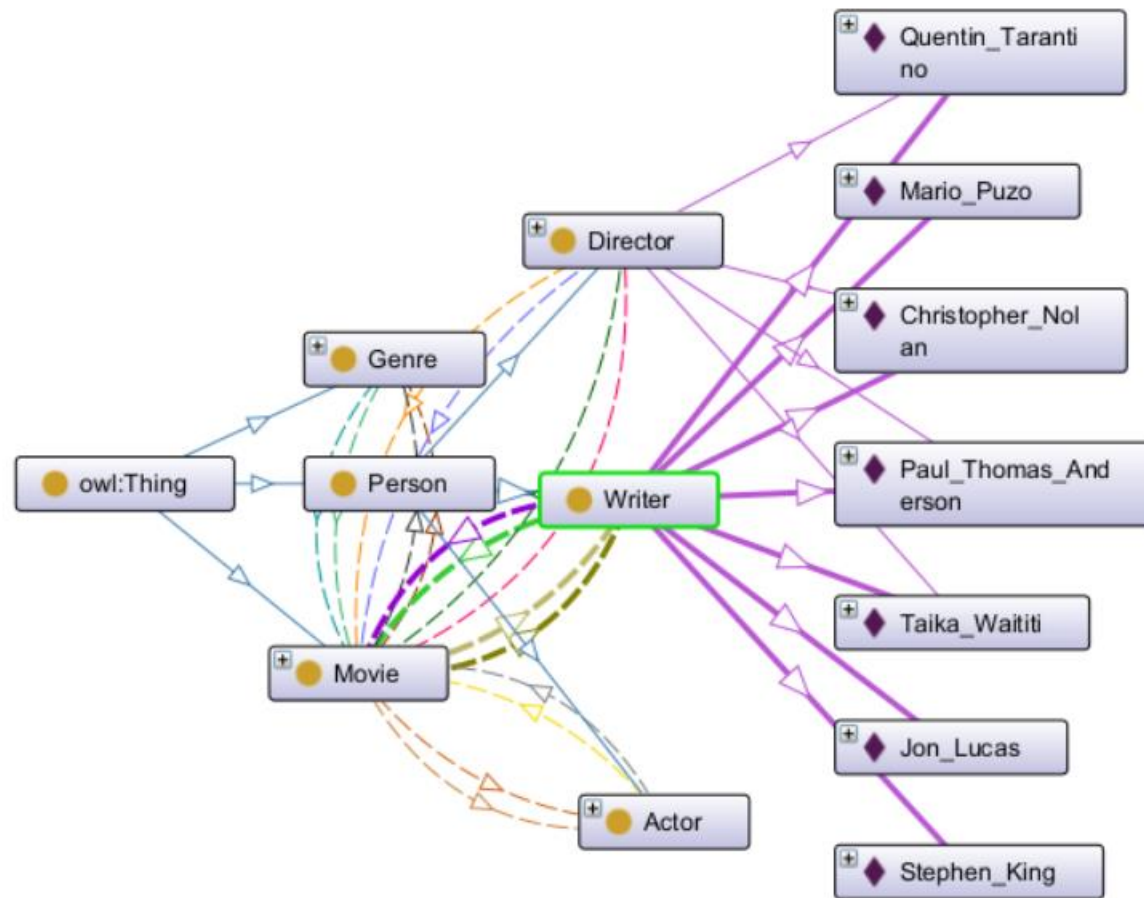 Quentin_Taranti
no
Mario_Puzo
Director
Christopher_Nol
an
Genre
owl:Thing
Person
Writer
Paul_Thomas_And
erson
Taika_Waititi
Movie
Jon_Lucas
Actor
Stephen_King